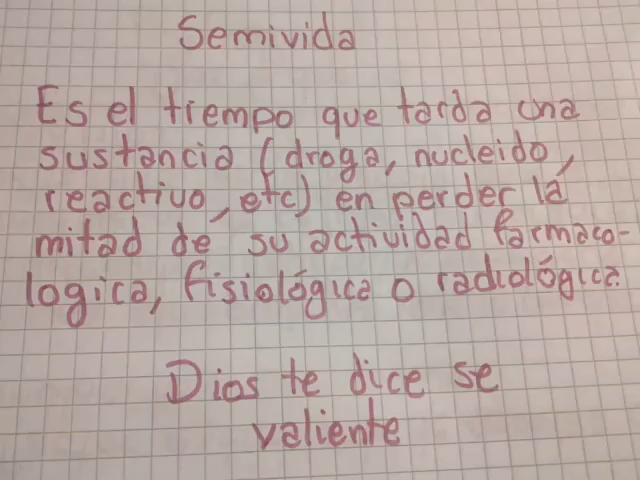 Semivida
Es el tiempo que tarda una
sustancia (droga, nucleido,
reactivo, etc) en perder la
mitad de su actividad farmaco-
logica, fisiológica o radiológica.
Dios te dice se
valiente